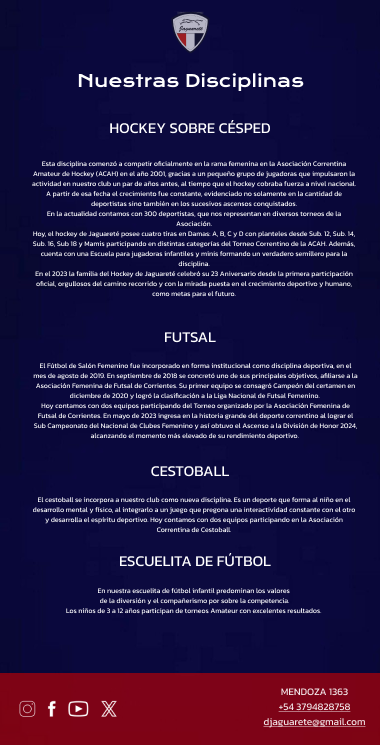 Jaguareté
Nuestras Disciplinas
HOCKEY SOBRE CÉSPED
Esta disciplina comenzó a competir oficialmente en la rama femenina en la Asociación Correntina
Amateur de Hockey (ACAH) en el año 2001, gracias a un pequeño grupo de jugadoras que impulsaron la
actividad en nuestro club un par de años antes, al tiempo que el hockey cobraba fuerza a nivel nacional.
A partir de esa fecha el crecimiento fue constante, evidenciado no solamente en la cantidad de
deportistas sino también en los sucesivos ascensos conquistados.
En la actualidad contamos con 300 deportistas, que nos representan en diversos torneos de la
Asociación.
Hoy, el hockey de Jaguareté posee cuatro tiras en Damas: A, B, C y D con planteles desde Sub. 12, Sub. 14,
Sub. 16, Sub 18 y Mamis participando en distintas categorías del Torneo Correntino de la ACAH. Además,
cuenta con una Escuela para jugadoras infantiles y minis formando un verdadero semillero para la
disciplina.
En el 2023 la familia del Hockey de Jaguareté celebró su 23 Aniversario desde la primera participación
oficial, orgullosos del camino recorrido y con la mirada puesta en el crecimiento deportivo y humano,
como metas para el futuro.
FUTSAL
El Fútbol de Salón Femenino fue incorporado en forma institucional como disciplina deportiva, en el
mes de agosto de 2019. En septiembre de 2018 se concretó uno de sus principales objetivos, afiliarse a la
Asociación Femenina de Futsal de Corrientes. Su primer equipo se consagró Campeón del certamen en
diciembre de 2020 y logró la clasificación a la Liga Nacional de Futsal Femenino.
Hoy contamos con dos equipos participando del Torneo organizado por la Asociación Femenina de
Futsal de Corrientes. En mayo de 2023 ingresa en la historia grande del deporte correntino al lograr el
Sub Campeonato del Nacional de Clubes Femenino y así obtuvo el Ascenso a la División de Honor 2024,
alcanzando el momento más elevado de su rendimiento deportivo.
CESTOBALL
El cestoball se incorpora a nuestro club como nueva disciplina. Es un deporte que forma al niño en el
desarrollo mental y físico, al integrarlo a un juego que pregona una interactividad constante con el otro
y desarrolla el espíritu deportivo. Hoy contamos con dos equipos participando en la Asociación
Correntina de Cestoball.
ESCUELITA DE FÚTBOL
En nuestra escuelita de fútbol infantil predominan los valores
de la diversión y el compañerismo por sobre la competencia.
Los niños de 3 a 12 años participan de torneos Amateur con excelentes resultados.
MENDOZA 1363
+54 3794828758
djaguarete@gmail.com